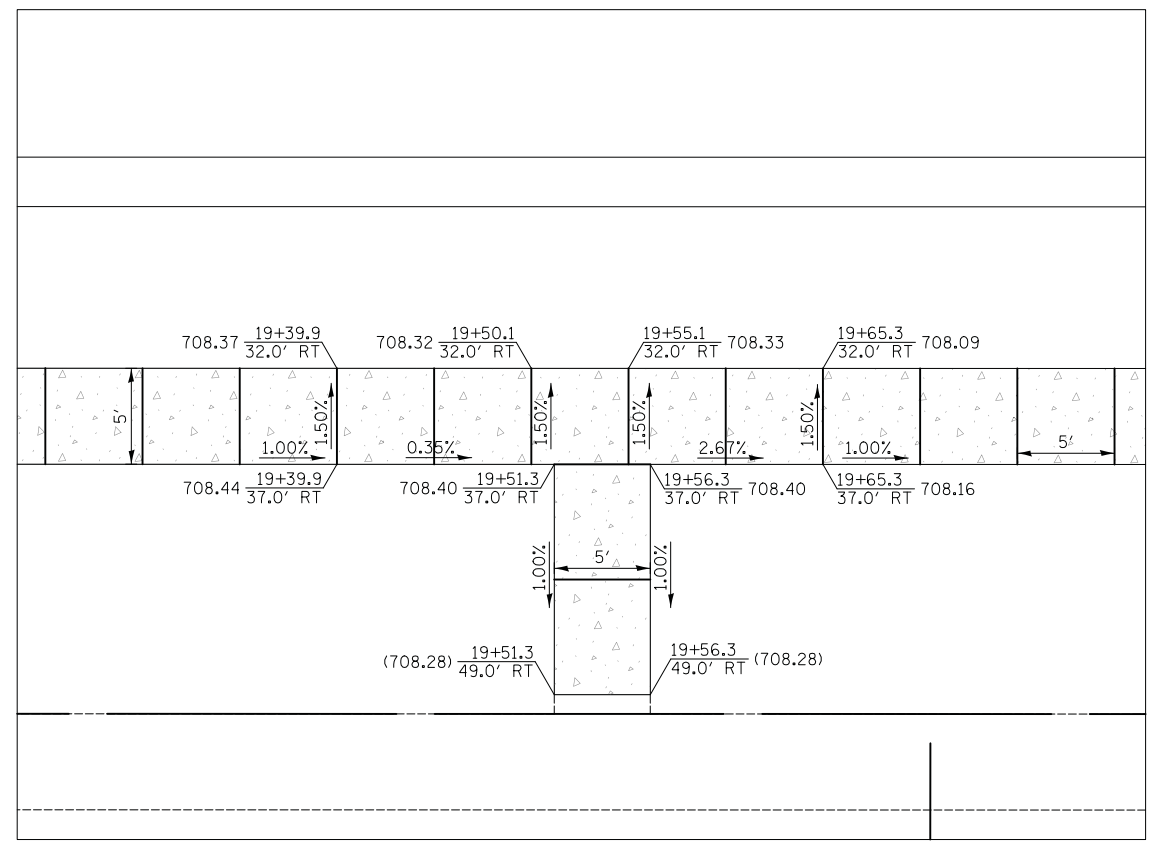 708.37 19+39.9
32.0′ RT
708.32 19+50.1
32.0′ RT
19+55.1 708.33
32.0′ RT
19+65.3 708.09
32.0′ RT
5′
1.50%
1.50%
1.50%
1.50%
1.00%
0.35%
2.67%
1.00%
5′
708.44 19+39.9
37.0′ RT
708.40 19+51.3
37.0′ RT
19+56.3 708.40
37.0′ RT
19+65.3 708.16
37.0′ RT
1.00%
5′
1.00%
(708.28) 19+51.3
49.0′ RT
19+56.3 (708.28)
49.0′ RT